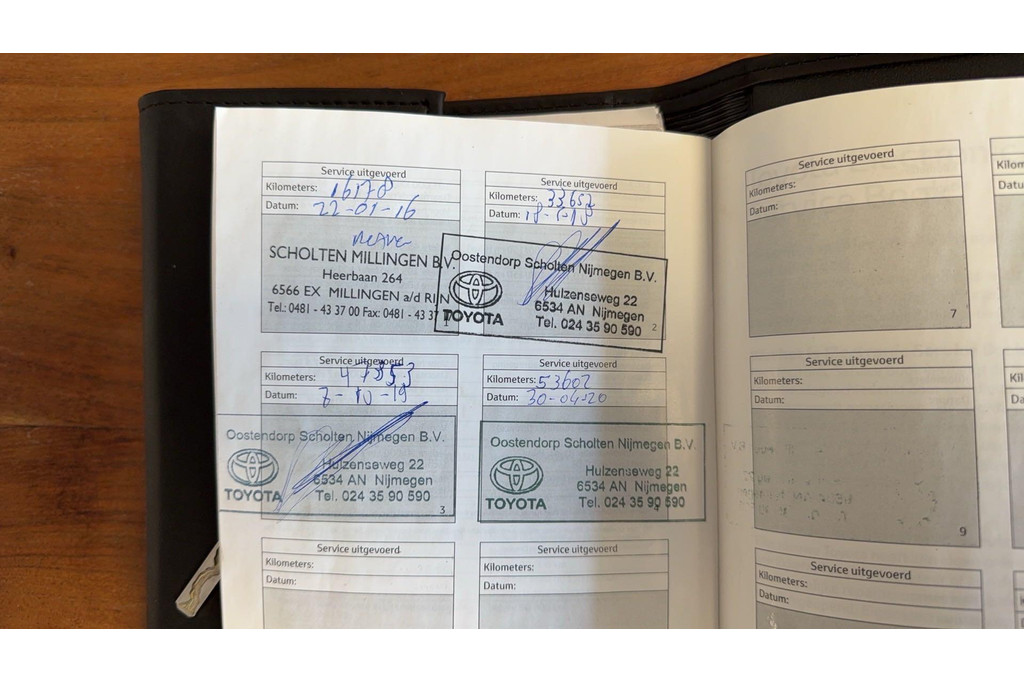 Service uitgevoerd
Kilometers: 16178
Datum: 22-01-16
SCHOLTEN MILLINGEN B.V.
Heerbaan 264
6566 EX MILLINGEN a/d RIJN
Tel.: 0481 - 43 37 00 Fax: 0481 - 43 37
Service uitgevoerd
Kilometers: 33652
Datum:
Oostendorp Scholten Nijmegen B.V.
Hulzenseweg 22
6534 AN Nijmegen
TOYOTA
Tel. 024 35 90 590
2
Service uitgevoerd
Kilometers: 47853
Datum: 7-10-19
Oostendorp Scholten Nijmegen B.V.
Hulzenseweg 22
6534 AN Nijmegen
TOYOTA
Tel. 024 35 90 590
3
Service uitgevoerd
Kilometers: 53602
Datum: 30-04-20
Oostendorp Scholten Nijmegen B.V.
Hulzenseweg 22
6534 AN Nijmegen
TOYOTA
Tel. 024 35 90 590
Service uitgevoerd
Kilometers:
Datum:
Service uitgevoerd
Kilometers:
Datum:
Service uitgevoerd
Kilometers:
Datum:
7
Service uitgevoerd
Kilometers:
Datum:
9
Service uitgevoerd
Kilometers:
Datum: